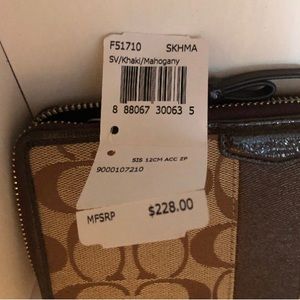 F51710 SKHMA
SV/Khaki/Mahogany
8 88067 30063 5
SIS 12CM ACC ZP
9000107210
MFSRP $228.00